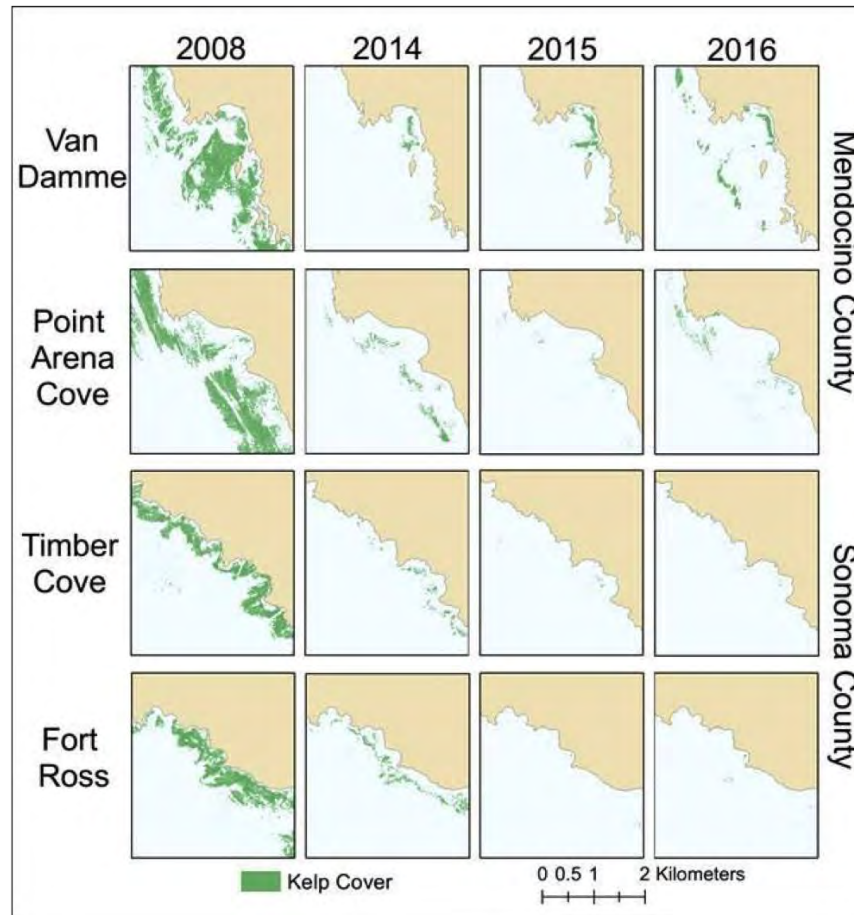 2008 2014 2015 2016
Van
Damme
Point
Arena
Cove
Timber
Cove
Fort
Ross
Mendocino County
Sonoma County
Kelp Cover
0 0.5 1 2 Kilometers